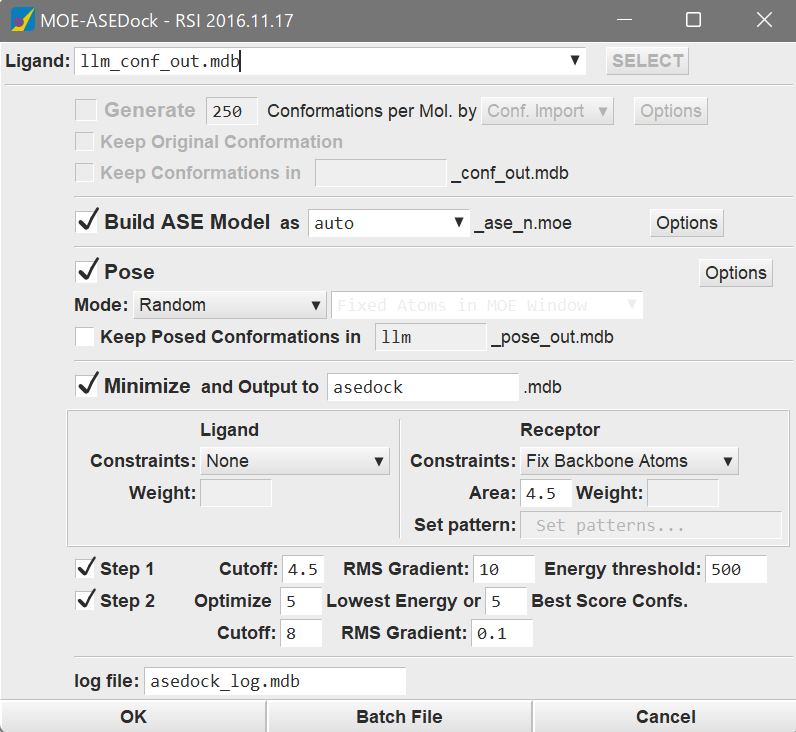 MOE-ASEDock - RSI 2016.11.17
Ligand: llm_conf_out.mdb SELECT
Generate 250 Conformations per Mol. by Conf. Import Options
Keep Original Conformation
Keep Conformations in _conf_out.mdb
Build ASE Model as auto _ase_n.moe Options
Pose Options
Mode: Random Fixed Atoms in MOE Window
Keep Posed Conformations in llm _pose_out.mdb
Minimize and Output to asedock .mdb
Ligand Receptor
Constraints: None Constraints: Fix Backbone Atoms
Weight: Area: 4.5 Weight:
Set pattern: Set patterns...
Step 1 Cutoff: 4.5 RMS Gradient: 10 Energy threshold: 500
Step 2 Optimize 5 Lowest Energy or 5 Best Score Confs.
Cutoff: 8 RMS Gradient: 0.1
log file: asedock_log.mdb
OK Batch File Cancel